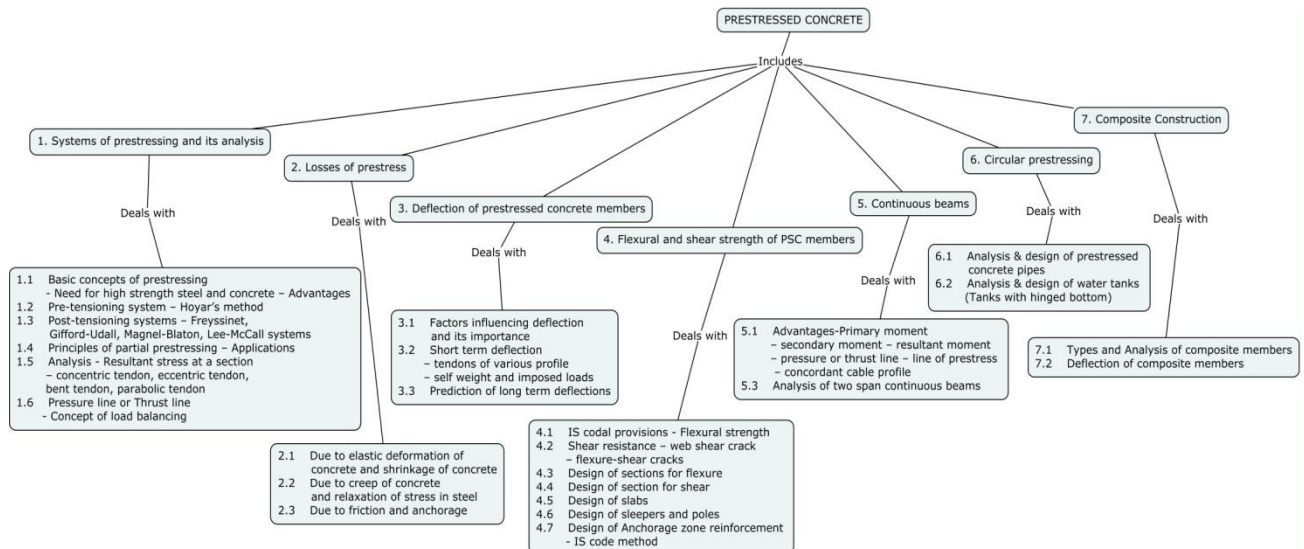 PRESTRESSED CONCRETE
Includes
1. Systems of prestressing and its analysis
Deals with
1.1 Basic concepts of prestressing
- Need for high strength steel and concrete – Advantages
1.2 Pre-tensioning system – Hoyar's method
1.3 Post-tensioning systems – Freyssinet,
Gifford-Udall, Magnel-Blaton, Lee-McCall systems
1.4 Principles of partial prestressing – Applications
1.5 Analysis - Resultant stress at a section
– concentric tendon, eccentric tendon,
bent tendon, parabolic tendon
1.6 Pressure line or Thrust line
- Concept of load balancing
2. Losses of prestress
Deals with
2.1 Due to elastic deformation of
concrete and shrinkage of concrete
2.2 Due to creep of concrete
and relaxation of stress in steel
2.3 Due to friction and anchorage
3. Deflection of prestressed concrete members
Deals with
3.1 Factors influencing deflection
and its importance
3.2 Short term deflection
– tendons of various profile
– self weight and imposed loads
3.3 Prediction of long term deflections
4. Flexural and shear strength of PSC members
Deals with
4.1 IS codal provisions - Flexural strength
4.2 Shear resistance – web shear crack
– flexure-shear cracks
4.3 Design of sections for flexure
4.4 Design of section for shear
4.5 Design of slabs
4.6 Design of sleepers and poles
4.7 Design of Anchorage zone reinforcement
- IS code method
5. Continuous beams
Deals with
5.1 Advantages-Primary moment
– secondary moment – resultant moment
– pressure or thrust line – line of prestress
– concordant cable profile
5.3 Analysis of two span continuous beams
6. Circular prestressing
Deals with
6.1 Analysis & design of prestressed
concrete pipes
6.2 Analysis & design of water tanks
(Tanks with hinged bottom)
7. Composite Construction
Deals with
7.1 Types and Analysis of composite members
7.2 Deflection of composite members